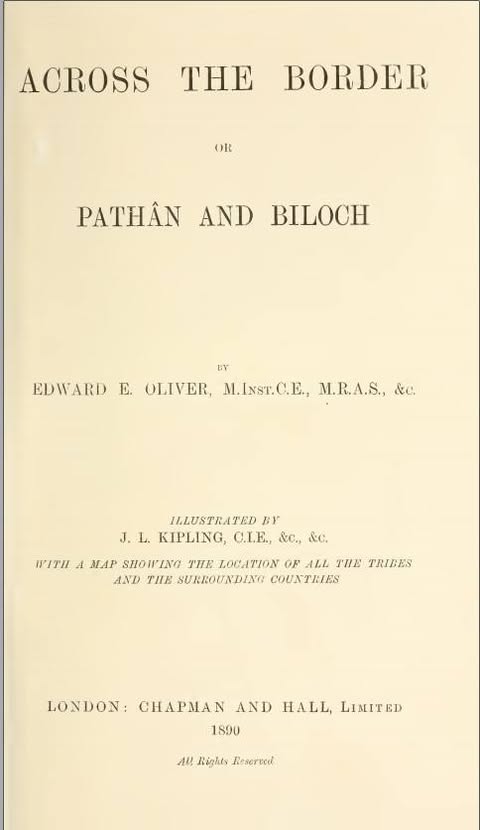 ACROSS THE BORDER
OR
PATHÂN AND BILOCH
BY
EDWARD E. OLIVER, M.INST.C.E., M.R.A.S., &c.
ILLUSTRATED BY
J. L. KIPLING, C.I.E., &c., &c.
WITH A MAP SHOWING THE LOCATION OF ALL THE TRIBES
AND THE SURROUNDING COUNTRIES
LONDON: CHAPMAN AND HALL, LIMITED
1890
All Rights Reserved